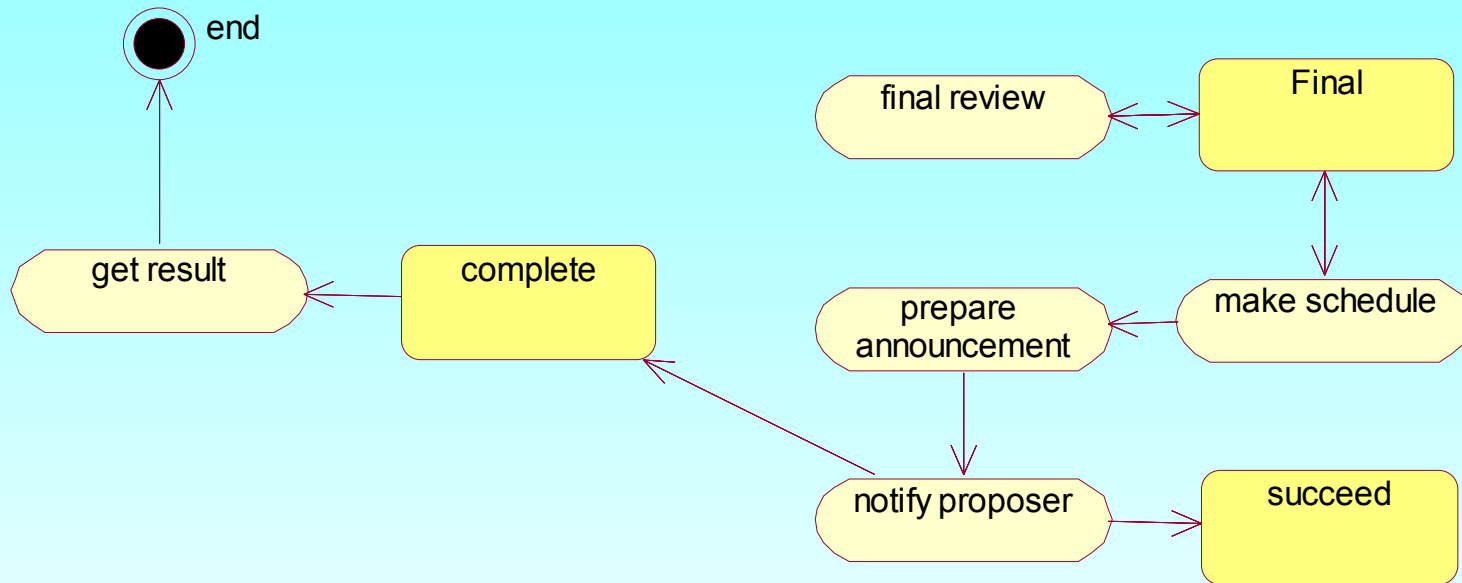 end
final review
Final
get result
complete
prepare
announcement
make schedule
notify proposer
succeed